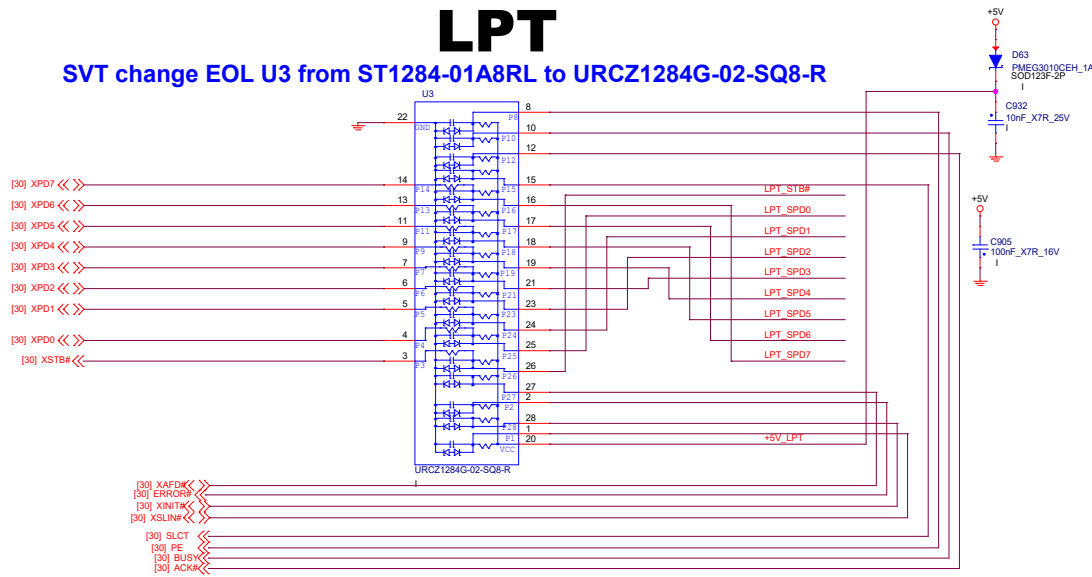 LPT
SVT change EOL U3 from ST1284-01A8RL to URCZ1284G-02-SQ8-R
+5V
D63
PMEG3010CEH_1A
SOD123F-2P
I
C932
10nF_X7R_25V
I
+5V
C905
100nF_X7R_16V
I
U3
22
GND
8
P8
10
P10
12
P12
[30] XPD7
14
P14
15
P15
LPT_STB#
[30] XPD6
13
P13
16
P16
LPT_SPD0
[30] XPD5
11
P11
17
P17
LPT_SPD1
[30] XPD4
9
P9
18
P18
LPT_SPD2
[30] XPD3
7
P7
19
P19
LPT_SPD3
[30] XPD2
6
P6
21
P21
LPT_SPD4
[30] XPD1
5
P5
23
P23
LPT_SPD5
24
P24
LPT_SPD6
[30] XPD0
4
P4
25
P25
LPT_SPD7
[30] XSTB#
3
P3
26
P26
27
P27
2
P2
28
P28
1
P1
20
VCC
+5V_LPT
URCZ1284G-02-SQ8-R
I
[30] XAFD#
[30] ERROR#
[30] XINIT#
[30] XSLIN#
[30] SLCT
[30] PE
[30] BUSY
[30] ACK#